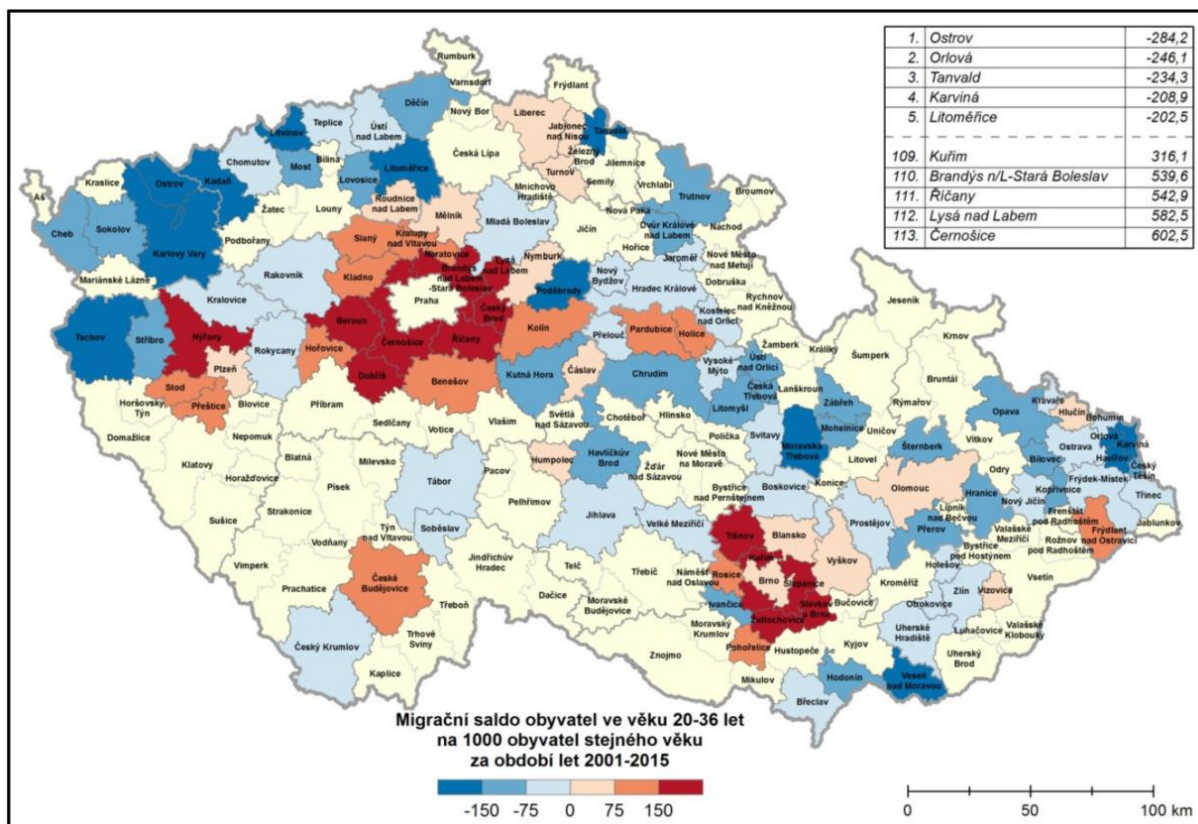 1. Ostrov -284,2
2. Orlová -246,1
3. Tanvald -234,3
4. Karviná -208,9
5. Litoměřice -202,5
109. Kuřim 316,1
110. Brandýs n/L-Stará Boleslav 539,6
111. Říčany 542,9
112. Lysá nad Labem 582,5
113. Černošice 602,5
Rumburk
Varnsdorf
Frýdlant
Děčín
Nový Bor
Liberec
Jablonec
nad Nisou
Tanvald
Teplice
Ústí
nad Labem
Litvínov
Česká Lípa
Železný
Brod
Jilemnice
Chomutov
Most
Bílina
Litoměřice
Lovosice
Turnov
Semily
Vrchlabí
Trutnov
Broumov
Kraslice
Ostrov
Kadaň
Žatec
Louny
Roudnice
nad Labem
Mnichovo
Hradiště
Nová Paka
Dvůr Králové
nad Labem
Náchod
Aš
Cheb
Sokolov
Karlovy Vary
Podbořany
Slaný
Mělník
Mladá Boleslav
Jičín
Hořice
Jaroměř
Nové Město
nad Metují
Kralupy
nad Vltavou
Neratovice
Lysá
nad Labem
Nymburk
Nový
Bydžov
Hradec Králové
Dobruška
Mariánské Lázně
Rakovník
Kladno
Brandýs
nad Labem
-Stará Boleslav
Poděbrady
Rychnov
nad Kněžnou
Jeseník
Kralovice
Praha
Český
Brod
Kostelec
nad Orlicí
Tachov
Stříbro
Nýřany
Rokycany
Beroun
Černošice
Říčany
Kolín
Přelouč
Pardubice
Holice
Žamberk
Králíky
Krnov
Plzeň
Hořovice
Dobříš
Benešov
Kutná Hora
Čáslav
Chrudim
Vysoké
Mýto
Ústí
nad Orlicí
Šumperk
Bruntál
Stod
Přeštice
Blovice
Příbram
Česká
Třebová
Lanškroun
Zábřeh
Rýmařov
Opava
Kravaře
Hlučín
Bohumín
Horšovský
Týn
Nepomuk
Sedlčany
Votice
Vlašim
Světlá
nad Sázavou
Chotěboř
Hlinsko
Litomyšl
Mohelnice
Domažlice
Blatná
Milevsko
Polička
Svitavy
Moravská
Třebová
Uničov
Šternberk
Vítkov
Ostrava
Orlová
Karviná
Havířov
Klatovy
Horažďovice
Humpolec
Havlíčkův
Brod
Žďár
nad Sázavou
Nové Město
na Moravě
Litovel
Konice
Odry
Bílovec
Český
Těšín
Písek
Tábor
Pacov
Pelhřimov
Bystřice
nad Pernštejnem
Boskovice
Olomouc
Hranice
Nový Jičín
Kopřivnice
Frýdek-Místek
Třinec
Sušice
Strakonice
Soběslav
Jihlava
Velké Meziříčí
Prostějov
Lipník
nad Bečvou
Frenštát
pod Radhoštěm
Jablunkov
Týn
nad Vltavou
Vodňany
Tišnov
Blansko
Přerov
Valašské
Meziříčí
Rožnov
pod Radhoštěm
Frýdlant
nad Ostravicí
Vimperk
Jindřichův
Hradec
Telč
Třebíč
Náměšť
nad Oslavou
Kuřim
Rosice
Brno
Šlapanice
Vyškov
Bystřice
pod Hostýnem
Holešov
Vsetín
Prachatice
České
Budějovice
Třeboň
Dačice
Moravské
Budějovice
Ivančice
Slavkov
u Brna
Bučovice
Kroměříž
Otrokovice
Zlín
Vizovice
Židlochovice
Moravský
Krumlov
Pohořelice
Hustopeče
Kyjov
Uherské
Hradiště
Luhačovice
Valašské
Klobouky
Český Krumlov
Trhové
Sviny
Kaplice
Znojmo
Mikulov
Hodonín
Veselí
nad Moravou
Uherský
Brod
Břeclav
Migrační saldo obyvatel ve věku 20-36 let
na 1000 obyvatel stejného věku
za období let 2001-2015
-150 -75 0 75 150
0 50 100 km